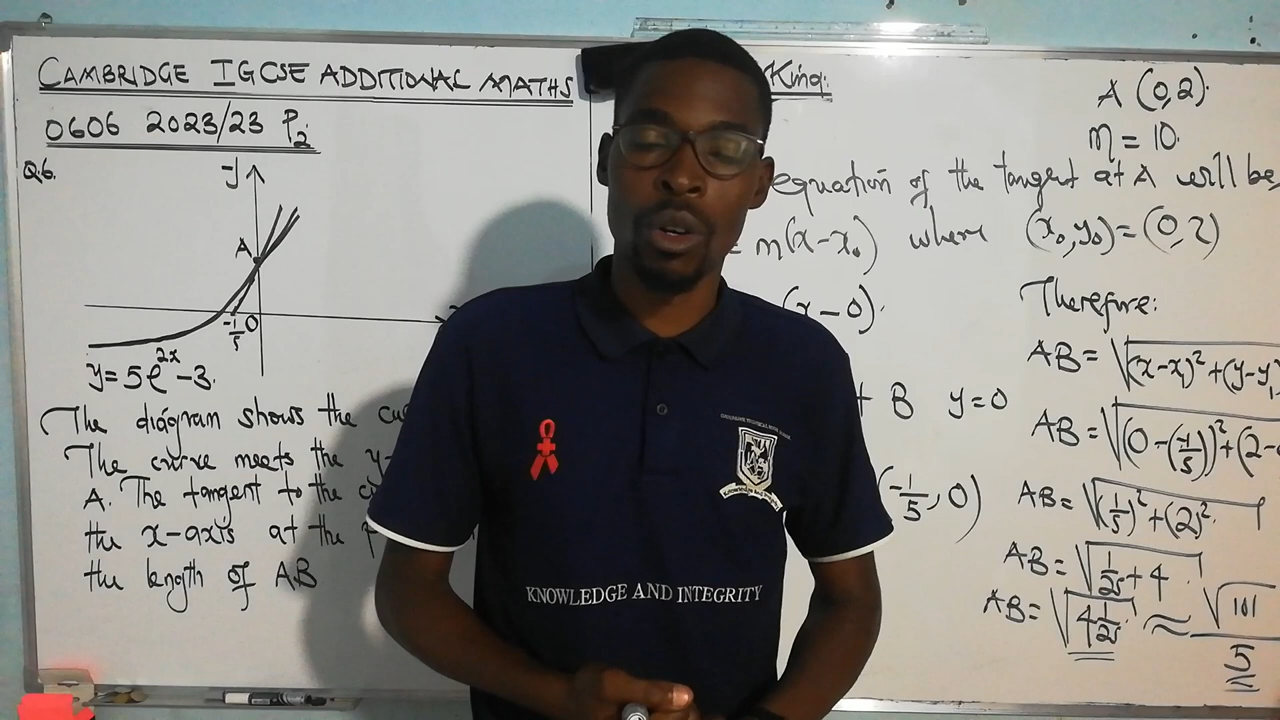 CAMBRIDGE IGCSE ADDITIONAL MATHS
0606 2023/23 P2
Q6.
y
A
-1/5 0
y=5e^2x -3.
The diagram shows the
The curve meets the
A. The tangent to the
the x-axis at the
the length of AB
King:
equation of the tangent at A will be,
= m(x-x₀) where (x₀,y₀)=(0,2)
(x-0).
B y=0
(-1/5, 0)
A (0,2).
m = 10.
Therefore:
AB= √(x-x₁)²+(y-y₁)
AB= √(0-(-1/5))²+(2-
AB= √(1/5)²+(2)².
AB= √1/25+4
AB= √4 1/25 ≈ √101/5
KNOWLEDGE AND INTEGRITY